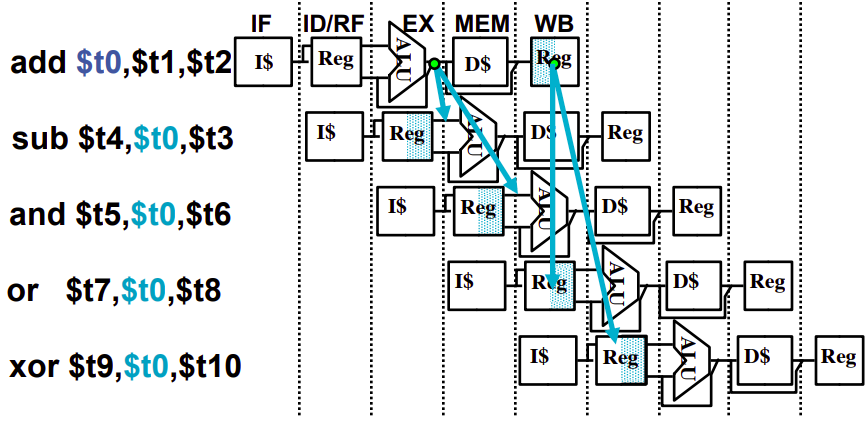 IF ID/RF EX MEM WB
add $t0,$t1,$t2 I$ Reg ALU D$ Reg
sub $t4,$t0,$t3 I$ Reg ALU D$ Reg
and $t5,$t0,$t6 I$ Reg ALU D$ Reg
or $t7,$t0,$t8 I$ Reg ALU D$ Reg
xor $t9,$t0,$t10 I$ Reg ALU D$ Reg